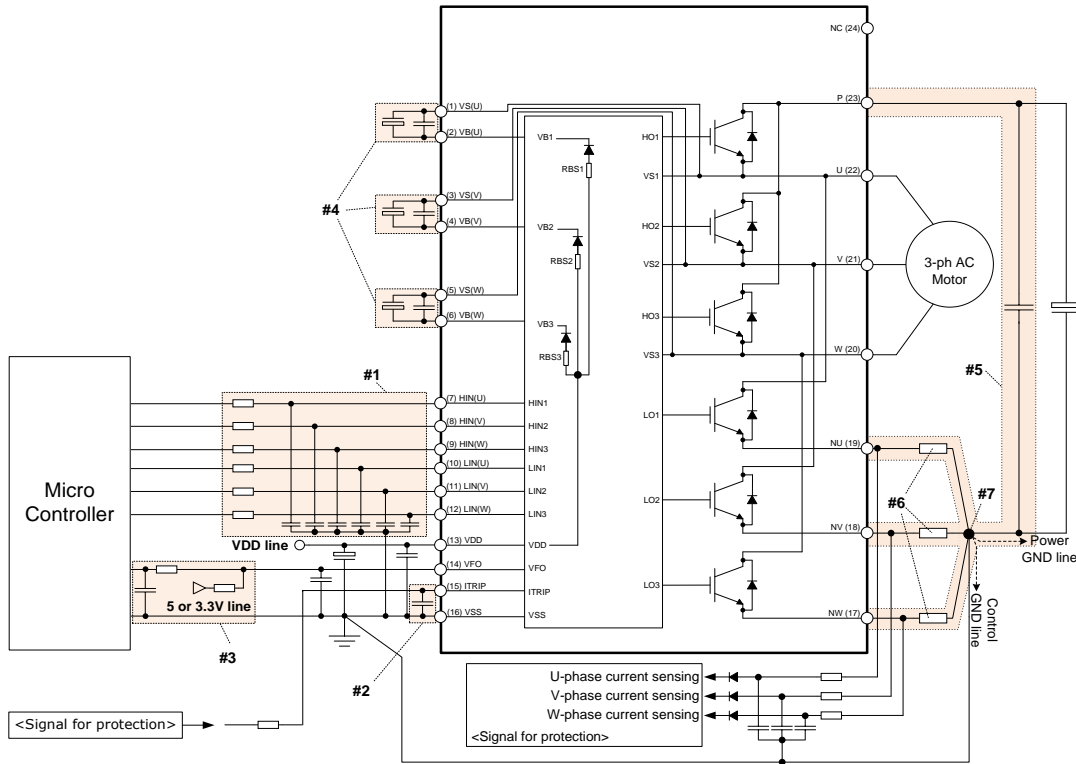 NC (24)
(1) VS(U)
(2) VB(U)
(3) VS(V)
(4) VB(V)
(5) VS(W)
(6) VB(W)
#4
VB1
RBS1
VB2
RBS2
VB3
RBS3
HO1
VS1
HO2
VS2
HO3
VS3
LO1
LO2
LO3
P (23)
U (22)
V (21)
W (20)
3-ph AC
Motor
#5
NU (19)
NV (18)
NW (17)
#6
#7
Power
GND line
Control
GND line
Micro
Controller
#1
(7) HIN(U)
(8) HIN(V)
(9) HIN(W)
(10) LIN(U)
(11) LIN(V)
(12) LIN(W)
(13) VDD
(14) VFO
(15) ITRIP
(16) VSS
HIN1
HIN2
HIN3
LIN1
LIN2
LIN3
VDD
VFO
ITRIP
VSS
VDD line
5 or 3.3V line
#3
#2
<Signal for protection>
U-phase current sensing
V-phase current sensing
W-phase current sensing
<Signal for protection>